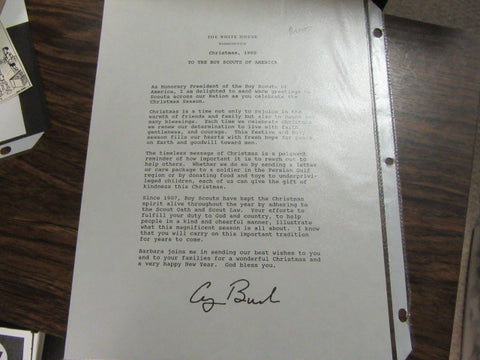 THE WHITE HOUSE
WASHINGTON
Christmas, 1990
TO THE BOY SCOUTS OF AMERICA
As Honorary President of the Boy Scouts of
America, I am delighted to send warm greetings to
Scouts across our Nation as you celebrate the
Christmas Season.
Christmas is a time not only to rejoice in the
warmth of friends and family but also to count our
many blessings. Each time we celebrate Christmas
we renew our determination to live with faith
gentleness, and courage. This festive and holy
season fills our hearts with fresh hope for peace
on Earth and goodwill toward men.
The timeless message of Christmas is a poignant
reminder of how important it is to reach out to
help others. Whether we do so by sending a letter
or care package to a soldier in the Persian Gulf
region or by donating food and toys to underprivi-
leged children, each of us can give the gift of
kindness this Christmas.
Since 1907, Boy Scouts have kept the Christmas
spirit alive throughout the year by adhering to
the Scout Oath and Scout Law. Your efforts to
fulfill your duty to God and country, to help
people in a kind and cheerful manner, illustrate
what this magnificent season is all about. I know
that you will carry on this important tradition
for years to come.
Barbara joins me in sending our best wishes to you
and to your families for a wonderful Christmas and
a very happy New Year. God bless you.
Bush